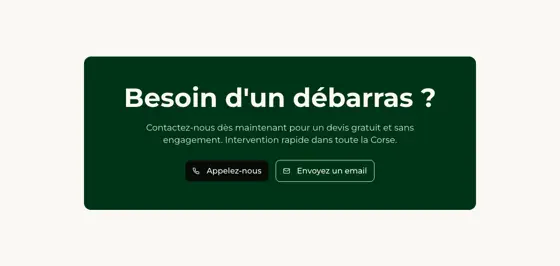 Besoin d'un débarras ?
Contactez-nous dès maintenant pour un devis gratuit et sans
engagement. Intervention rapide dans toute la Corse.
Appelez-nous
Envoyez un email